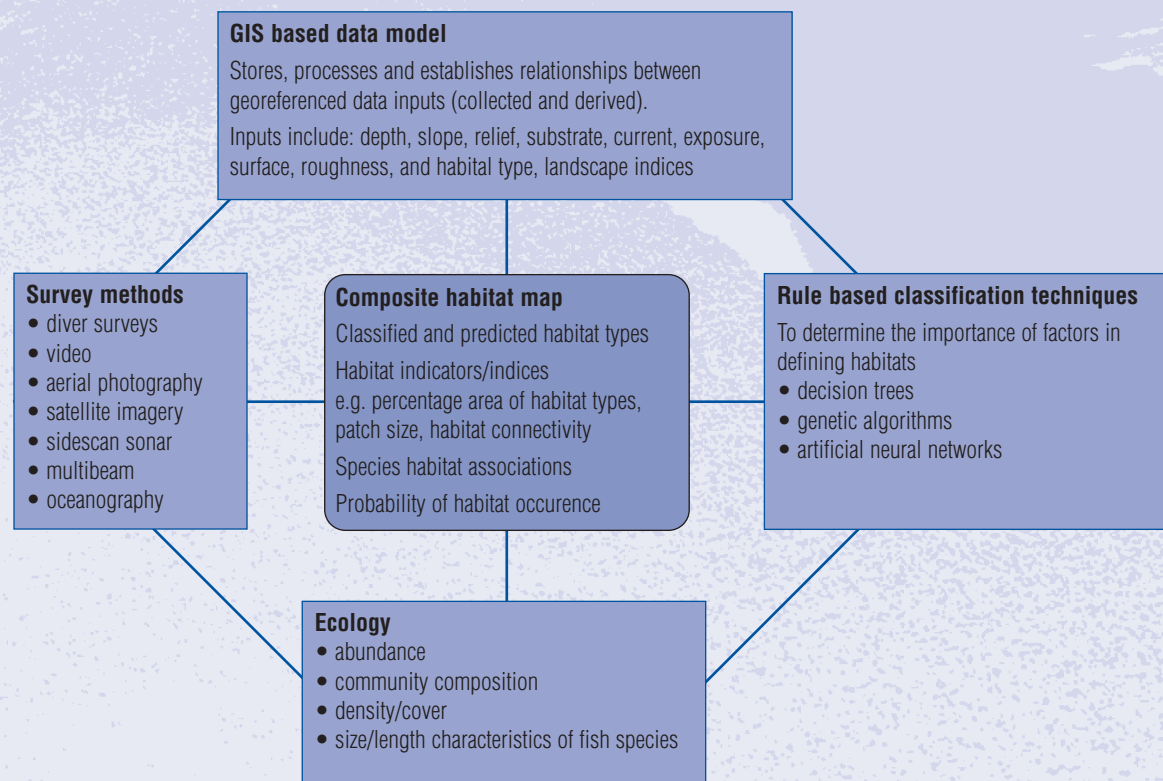 GIS based data model
Stores, processes and establishes relationships between
georeferenced data inputs (collected and derived).
Inputs include: depth, slope, relief, substrate, current, exposure,
surface, roughness, and habital type, landscape indices
Survey methods
• diver surveys
• video
• aerial photography
• satellite imagery
• sidescan sonar
• multibeam
• oceanography
Composite habitat map
Classified and predicted habitat types
Habitat indicators/indices
e.g. percentage area of habitat types,
patch size, habitat connectivity
Species habitat associations
Probability of habitat occurence
Rule based classification techniques
To determine the importance of factors in
defining habitats
• decision trees
• genetic algorithms
• artificial neural networks
Ecology
• abundance
• community composition
• density/cover
• size/length characteristics of fish species